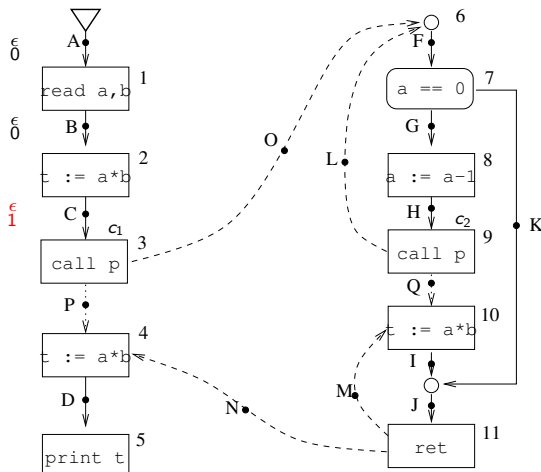 ϵ
0
A
1
read a,b
ϵ
0
B
2
t := a*b
ϵ
1
C
c1
3
call p
P
4
t := a*b
D
5
print t
O
L
N
M
6
F
7
a == 0
G
8
a := a-1
H
c2
9
call p
K
Q
10
t := a*b
I
J
11
ret